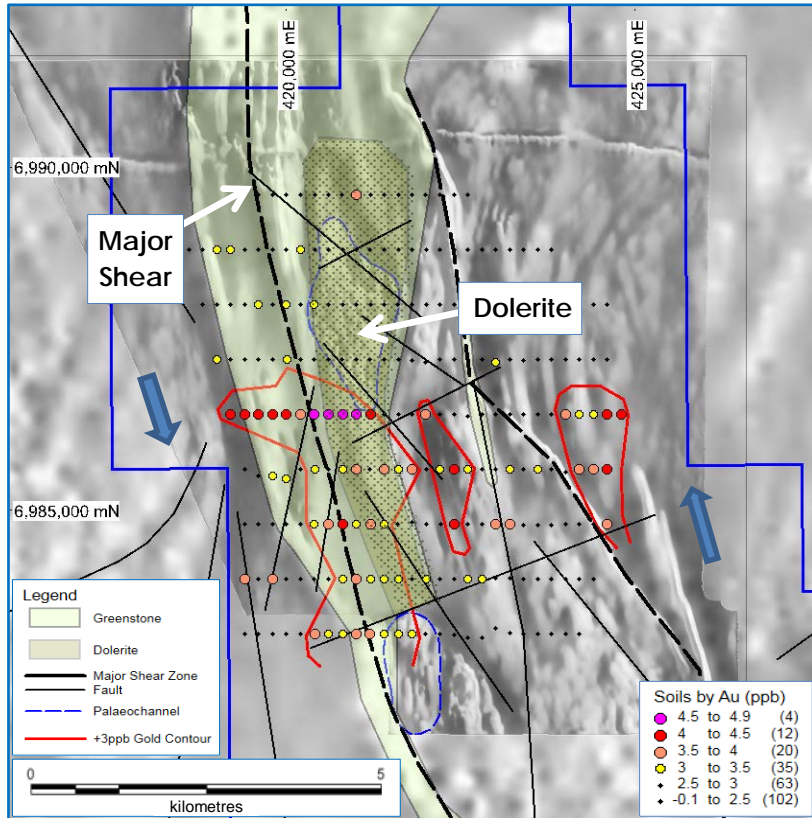 420,000 mE
425,000 mE
6,990,000 mN
Major
Shear
Dolerite
6,985,000 mN
Legend
Greenstone
Dolerite
Major Shear Zone
Fault
Palaeochannel
+3ppb Gold Contour
0 5
kilometres
Soils by Au (ppb)
4.5 to 4.9 (4)
4 to 4.5 (12)
3.5 to 4 (20)
3 to 3.5 (35)
2.5 to 3 (63)
-0.1 to 2.5 (102)